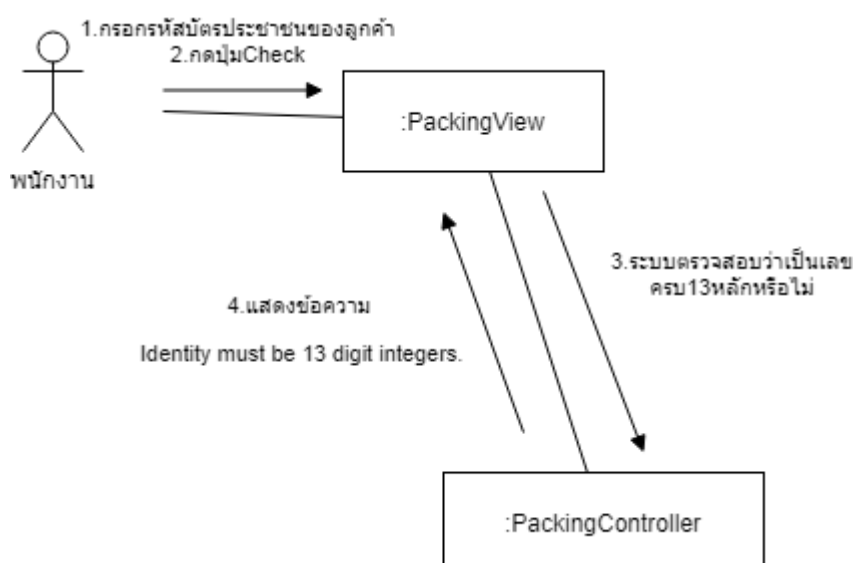 1.กรอกรหัสบัตรประชาชนของลูกค้า
2.กดปุ่มCheck
:PackingView
พนักงาน
3.ระบบตรวจสอบว่าเป็นเลข
ครบ13หลักหรือไม่
4.แสดงข้อความ
Identity must be 13 digit integers.
:PackingController